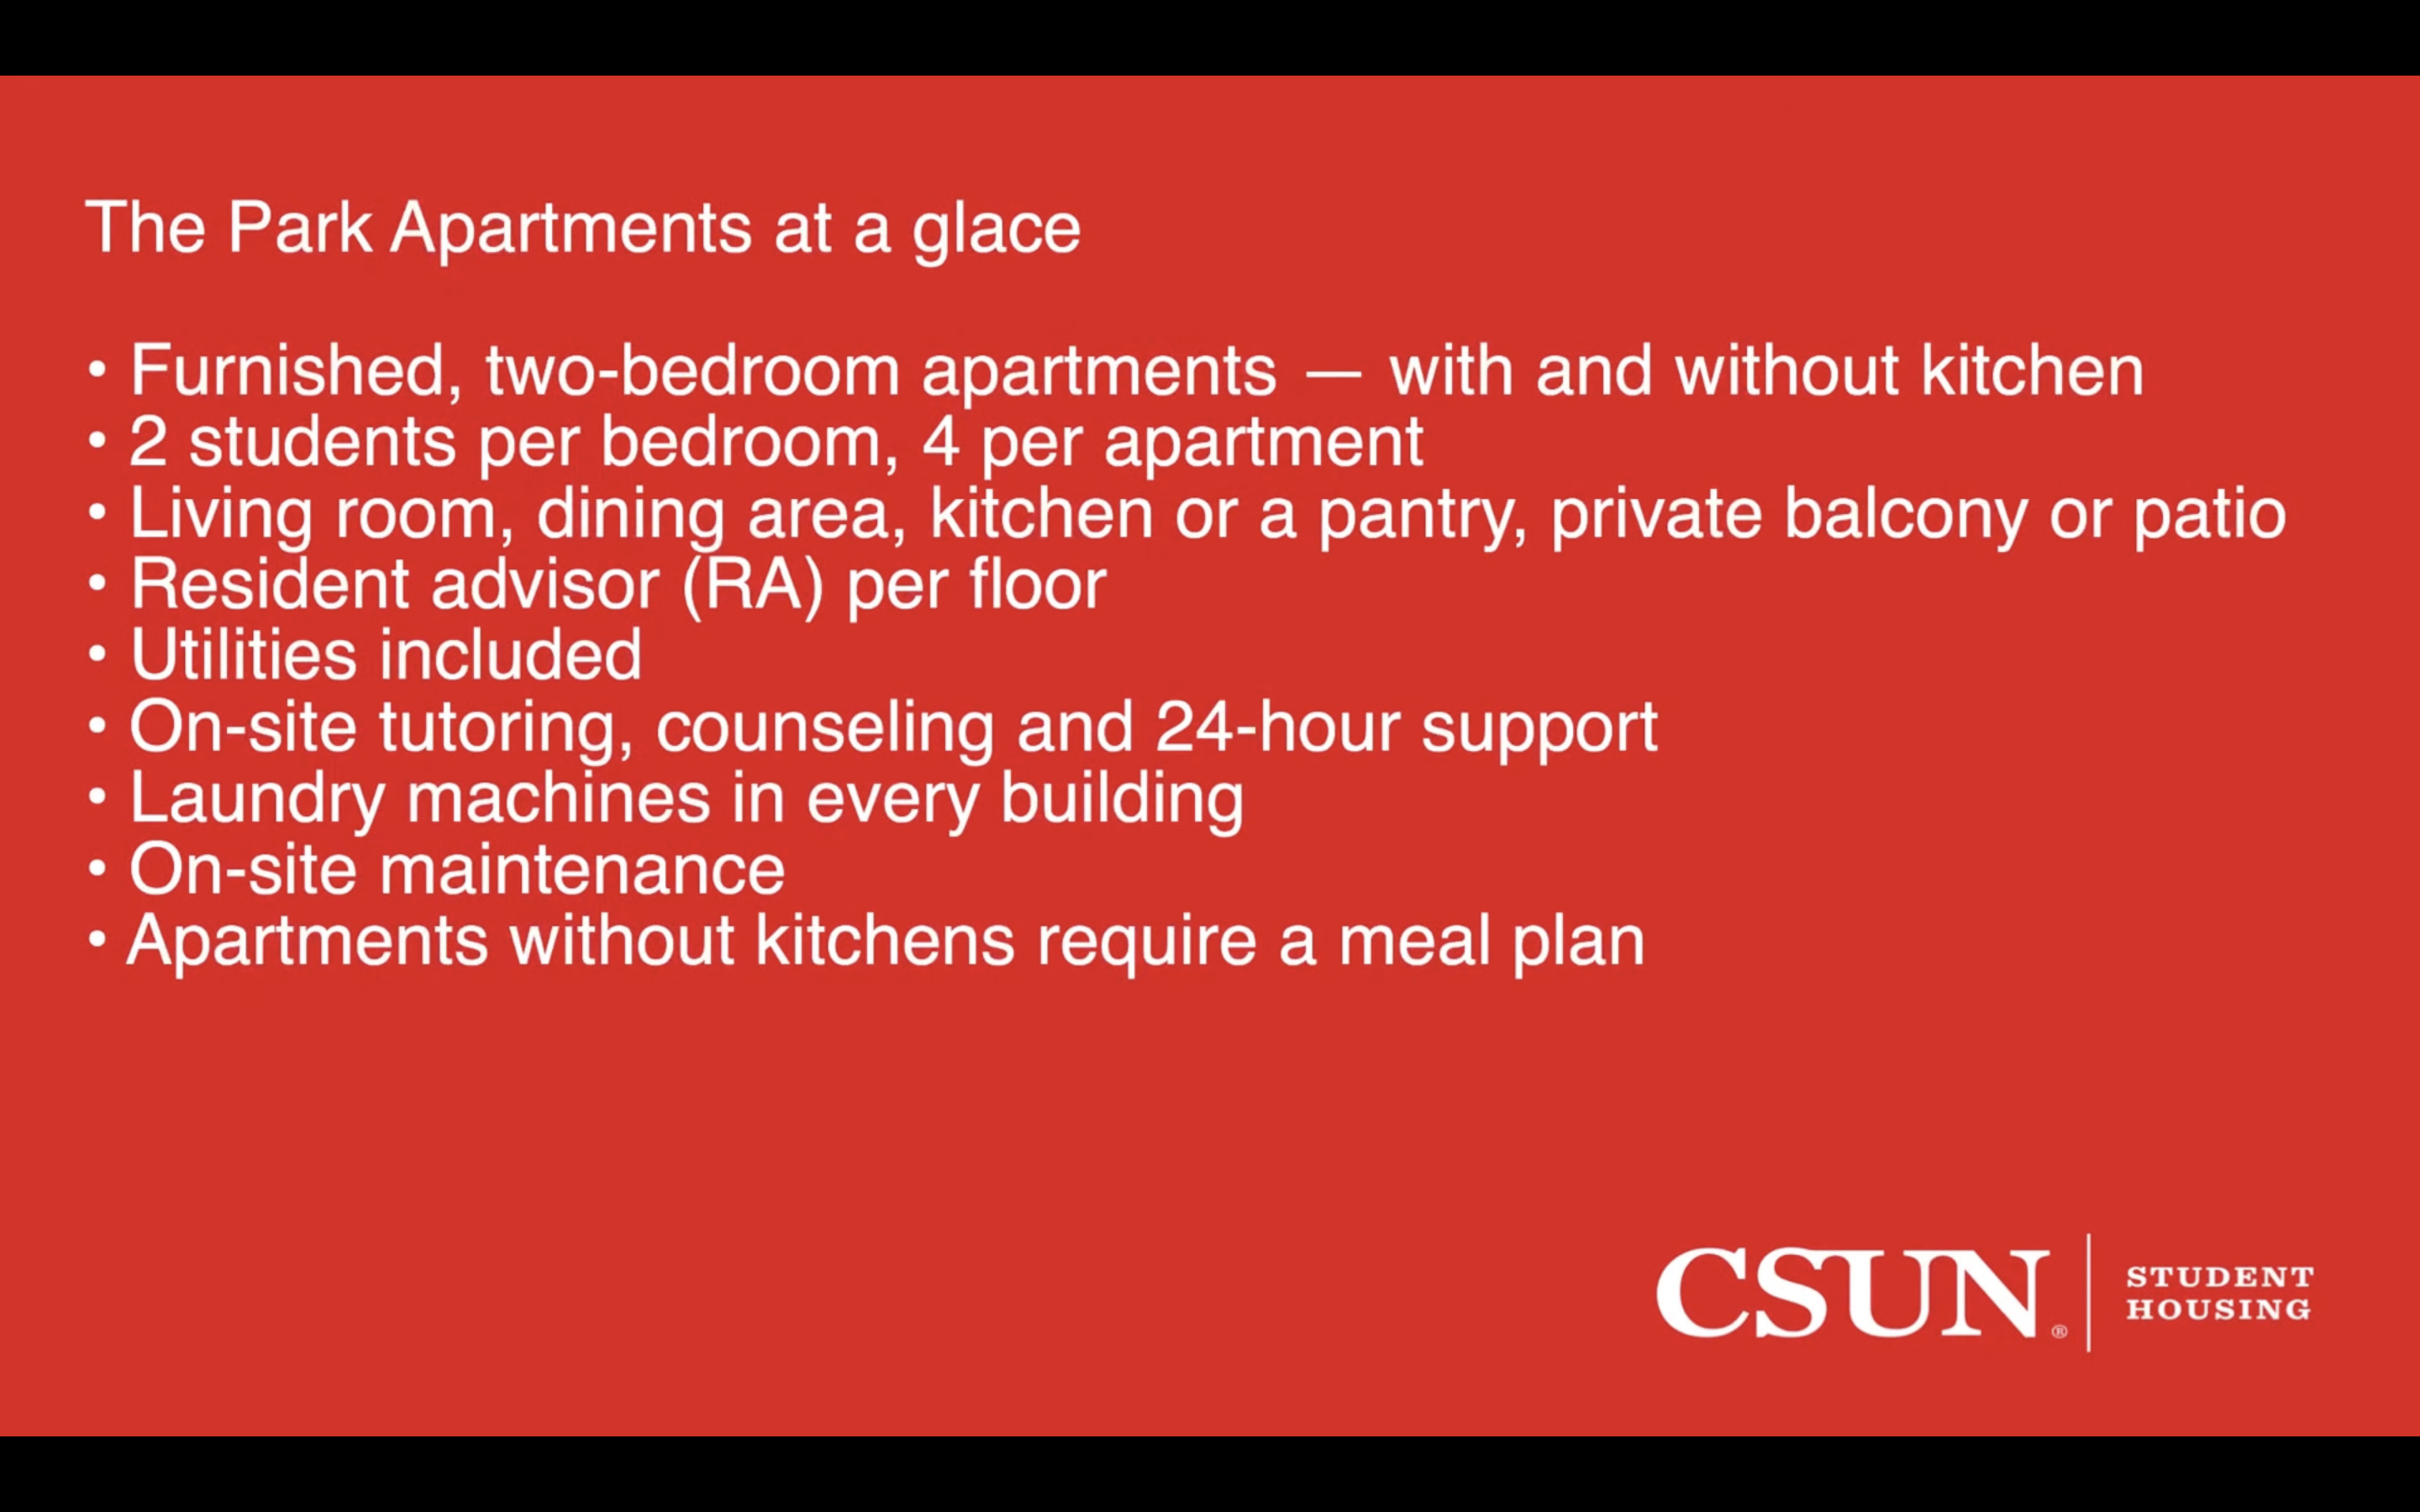 The Park Apartments at a glace
• Furnished, two-bedroom apartments — with and without kitchen
• 2 students per bedroom, 4 per apartment
• Living room, dining area, kitchen or a pantry, private balcony or patio
• Resident advisor (RA) per floor
• Utilities included
• On-site tutoring, counseling and 24-hour support
• Laundry machines in every building
• On-site maintenance
• Apartments without kitchens require a meal plan
CSUN®
STUDENT
HOUSING